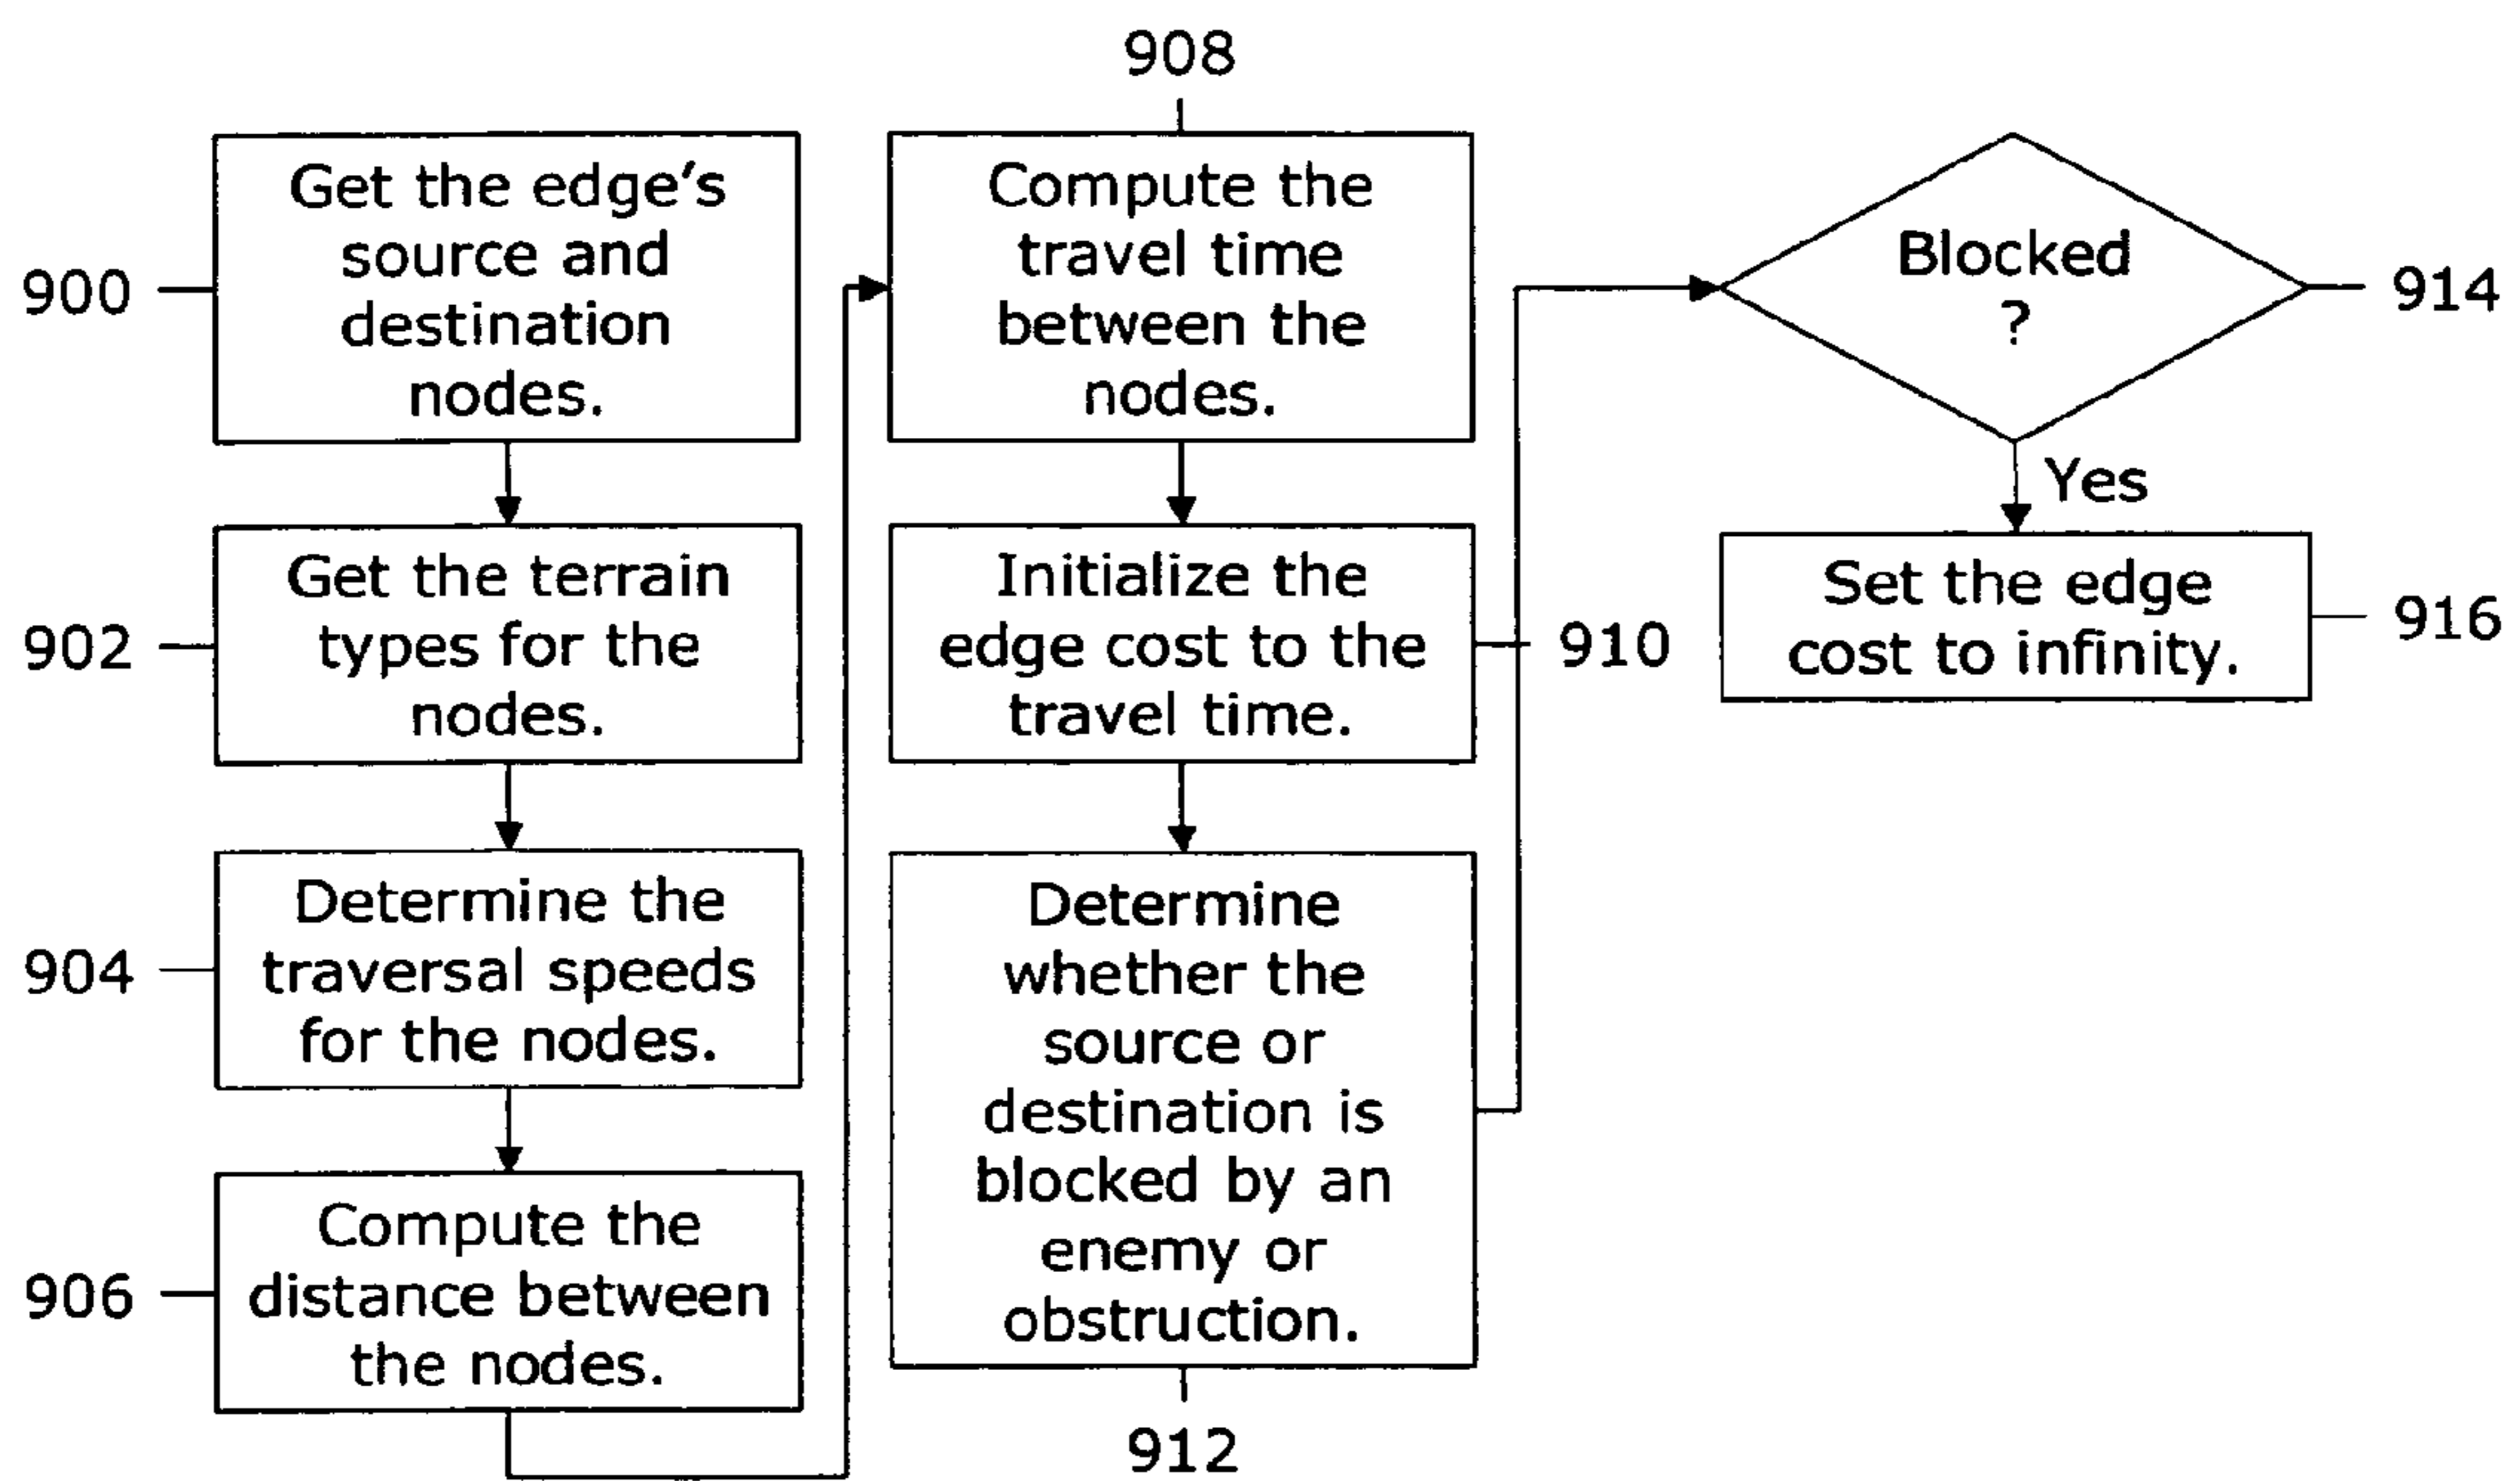 900
Get the edge's
source and
destination
nodes.
902
Get the terrain
types for the
nodes.
904
Determine the
traversal speeds
for the nodes.
906
Compute the
distance between
the nodes.
908
Compute the
travel time
between the
nodes.
Initialize the
edge cost to the
travel time.
910
Determine
whether the
source or
destination is
blocked by an
enemy or
obstruction.
912
Blocked
?
914
Yes
Set the edge
cost to infinity.
916